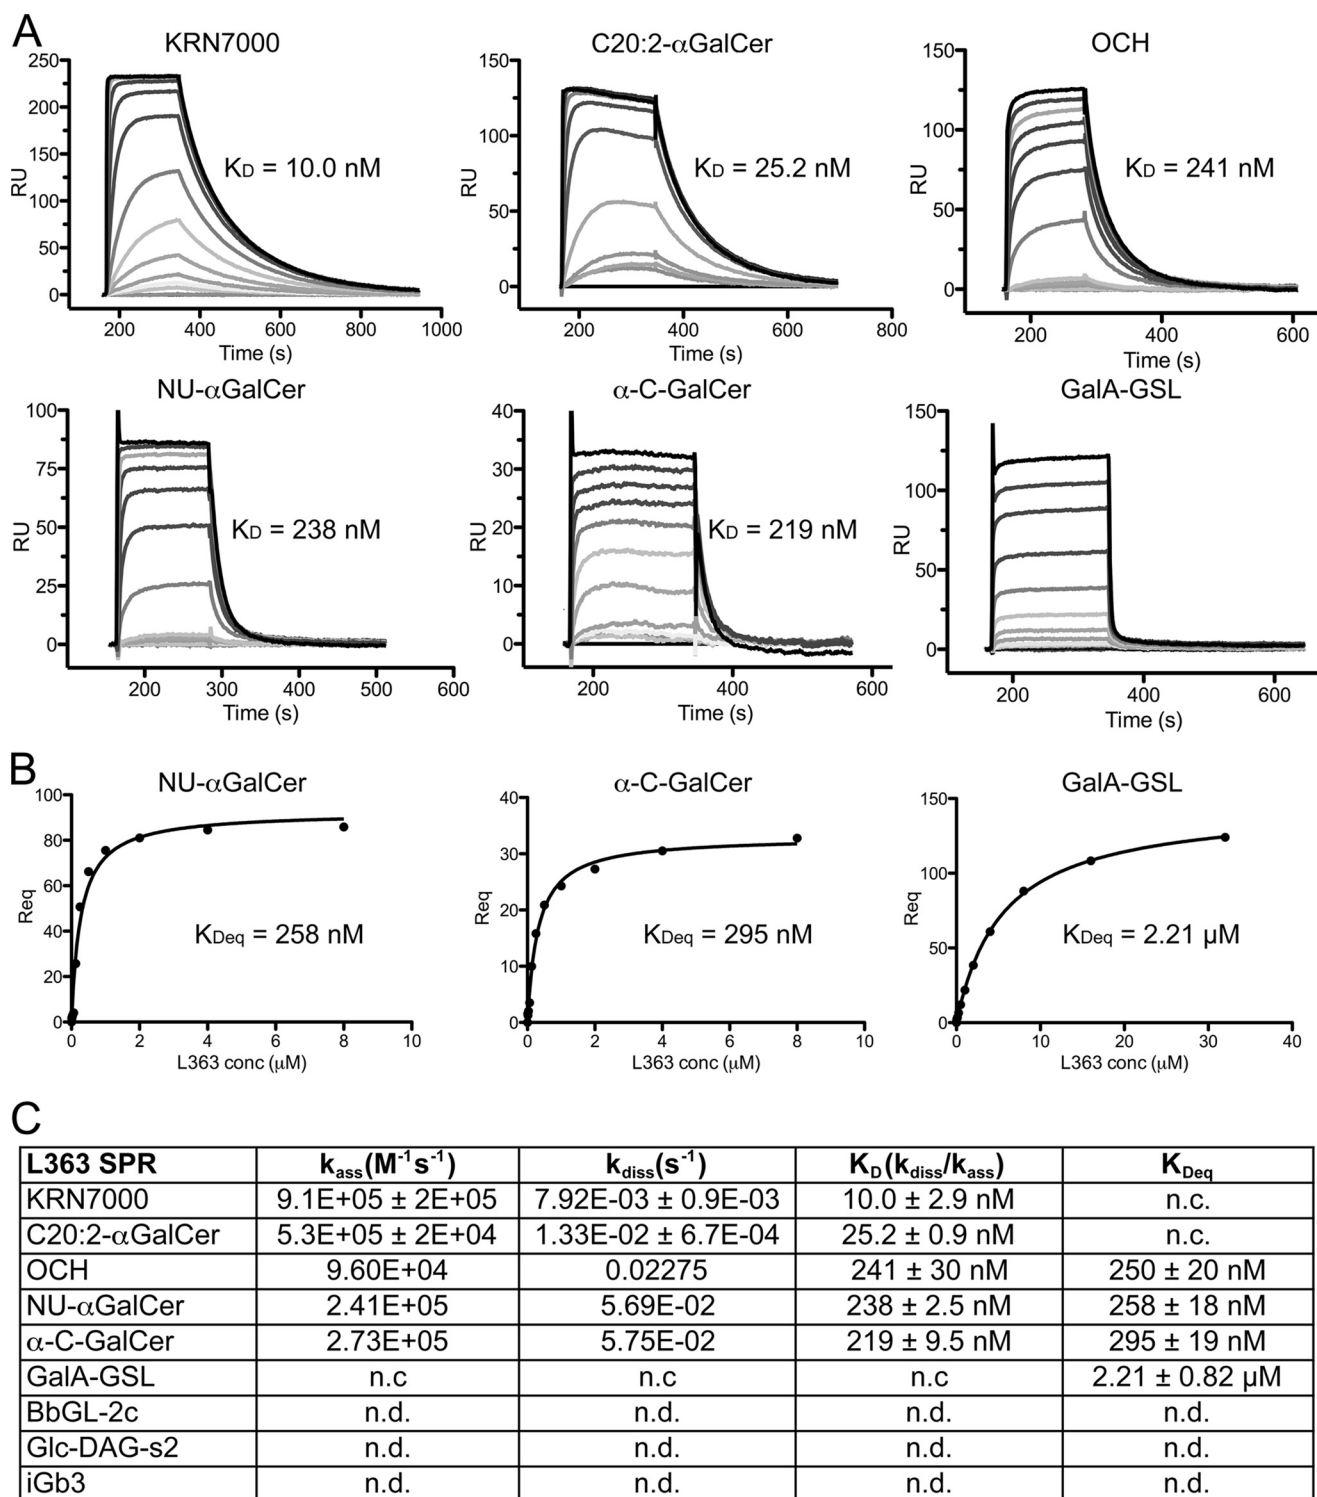 A
KRN7000
C20:2-αGalCer
OCH
250
200
150
100
50
0
RU
KD = 10.0 nM
200 400 600 800 1000
Time (s)
150
100
50
0
RU
KD = 25.2 nM
200 400 600 800
Time (s)
150
100
50
0
RU
KD = 241 nM
200 400 600
Time (s)
NU-αGalCer
α-C-GalCer
GalA-GSL
100
75
50
25
0
RU
KD = 238 nM
200 300 400 500 600
Time (s)
40
30
20
10
0
RU
KD = 219 nM
200 400 600
Time (s)
150
100
50
0
RU
200 400 600
Time (s)
B
NU-αGalCer
α-C-GalCer
GalA-GSL
100
80
60
40
20
0
Req
KDeq = 258 nM
0 2 4 6 8 10
L363 conc (μM)
40
30
20
10
0
Req
KDeq = 295 nM
0 2 4 6 8 10
L363 conc (μM)
150
100
50
0
Req
KDeq = 2.21 μM
0 10 20 30 40
L363 conc (μM)
C
L363 SPR kass(M-1s-1) kdiss(s-1) KD(kdiss/kass) KDeq
KRN7000 9.1E+05 ± 2E+05 7.92E-03 ± 0.9E-03 10.0 ± 2.9 nM n.c.
C20:2-αGalCer 5.3E+05 ± 2E+04 1.33E-02 ± 6.7E-04 25.2 ± 0.9 nM n.c.
OCH 9.60E+04 0.02275 241 ± 30 nM 250 ± 20 nM
NU-αGalCer 2.41E+05 5.69E-02 238 ± 2.5 nM 258 ± 18 nM
α-C-GalCer 2.73E+05 5.75E-02 219 ± 9.5 nM 295 ± 19 nM
GalA-GSL n.c n.c n.c 2.21 ± 0.82 μM
BbGL-2c n.d. n.d. n.d. n.d.
Glc-DAG-s2 n.d. n.d. n.d. n.d.
iGb3 n.d. n.d. n.d. n.d.